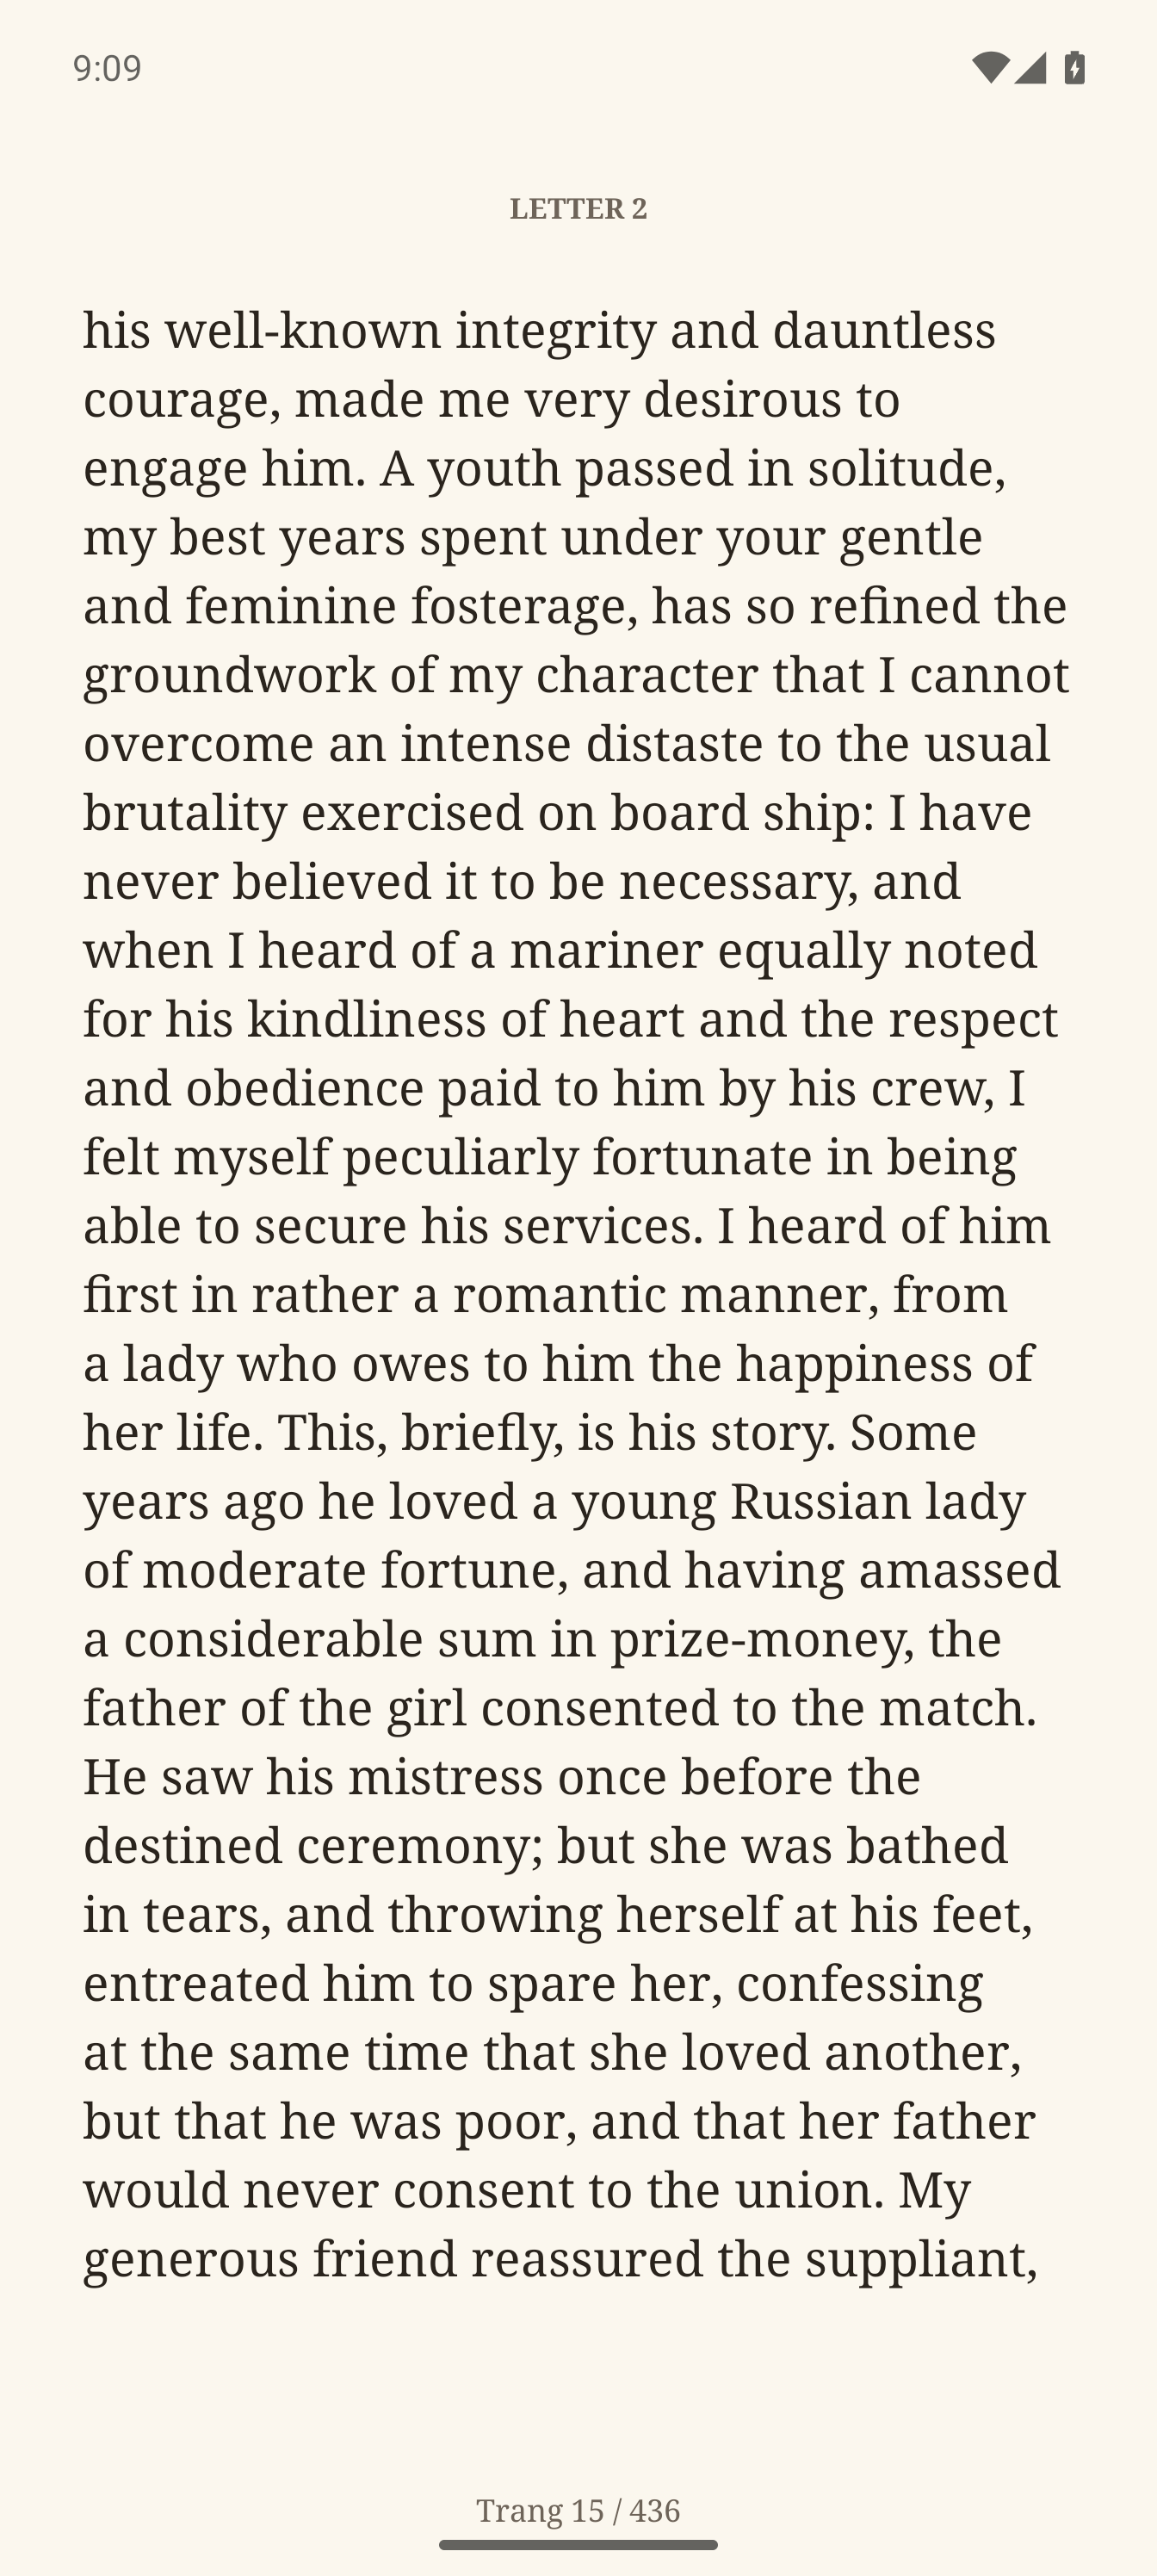 9:09
LETTER 2
his well-known integrity and dauntless
courage, made me very desirous to
engage him. A youth passed in solitude,
my best years spent under your gentle
and feminine fosterage, has so refined the
groundwork of my character that I cannot
overcome an intense distaste to the usual
brutality exercised on board ship: I have
never believed it to be necessary, and
when I heard of a mariner equally noted
for his kindliness of heart and the respect
and obedience paid to him by his crew, I
felt myself peculiarly fortunate in being
able to secure his services. I heard of him
first in rather a romantic manner, from
a lady who owes to him the happiness of
her life. This, briefly, is his story. Some
years ago he loved a young Russian lady
of moderate fortune, and having amassed
a considerable sum in prize-money, the
father of the girl consented to the match.
He saw his mistress once before the
destined ceremony; but she was bathed
in tears, and throwing herself at his feet,
entreated him to spare her, confessing
at the same time that she loved another,
but that he was poor, and that her father
would never consent to the union. My
generous friend reassured the suppliant,
Trang 15 / 436